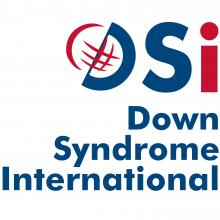 DSi
Down
Syndrome
International